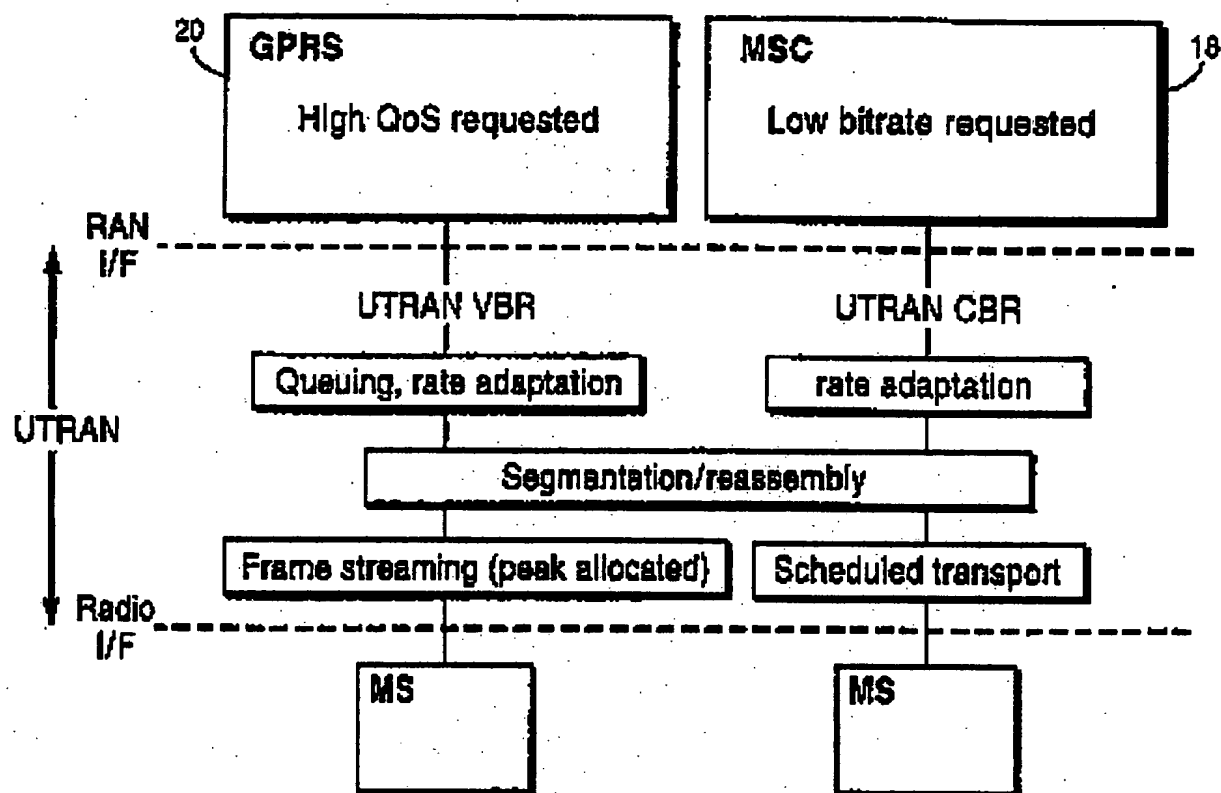 20
GPRS
High QoS requested
MSC
18
Low bitrate requested
RAN
I/F
UTRAN VBR
UTRAN CBR
Queuing, rate adaptation
rate adaptation
UTRAN
Segmantation/reassembly
Frame streaming (peak allocated)
Scheduled transport
Radio
I/F
MS
MS